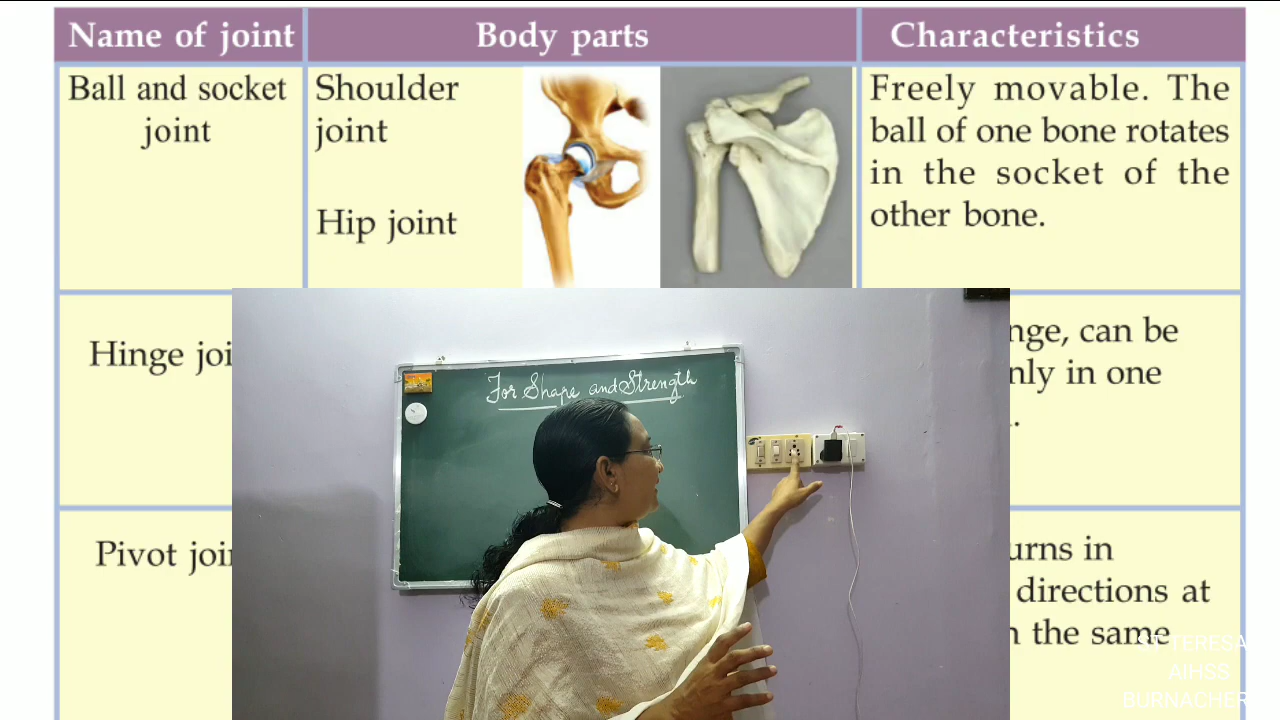 Name of joint
Body parts
Characteristics
Ball and socket
joint
Shoulder
joint
Hip joint
Freely movable. The
ball of one bone rotates
in the socket of the
other bone.
Hinge joi
nge, can be
nly in one
For Shape and Strength
Pivot joi
urns in
directions at
n the same
ST TERESA
AIHSS
BURNACHER